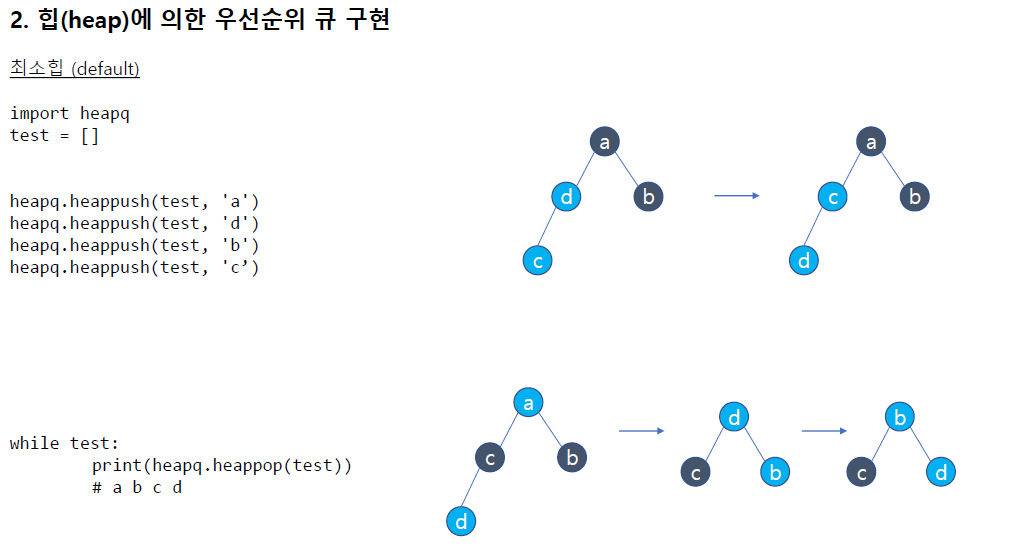 2. 힙(heap)에 의한 우선순위 큐 구현
최소힙 (default)
import heapq
test = []
heapq.heappush(test, 'a')
heapq.heappush(test, 'd')
heapq.heappush(test, 'b')
heapq.heappush(test, 'c’)
a
d
b
c
a
c
b
d
while test:
print(heapq.heappop(test))
# a b c d
a
c
b
d
d
c
b
b
c
d